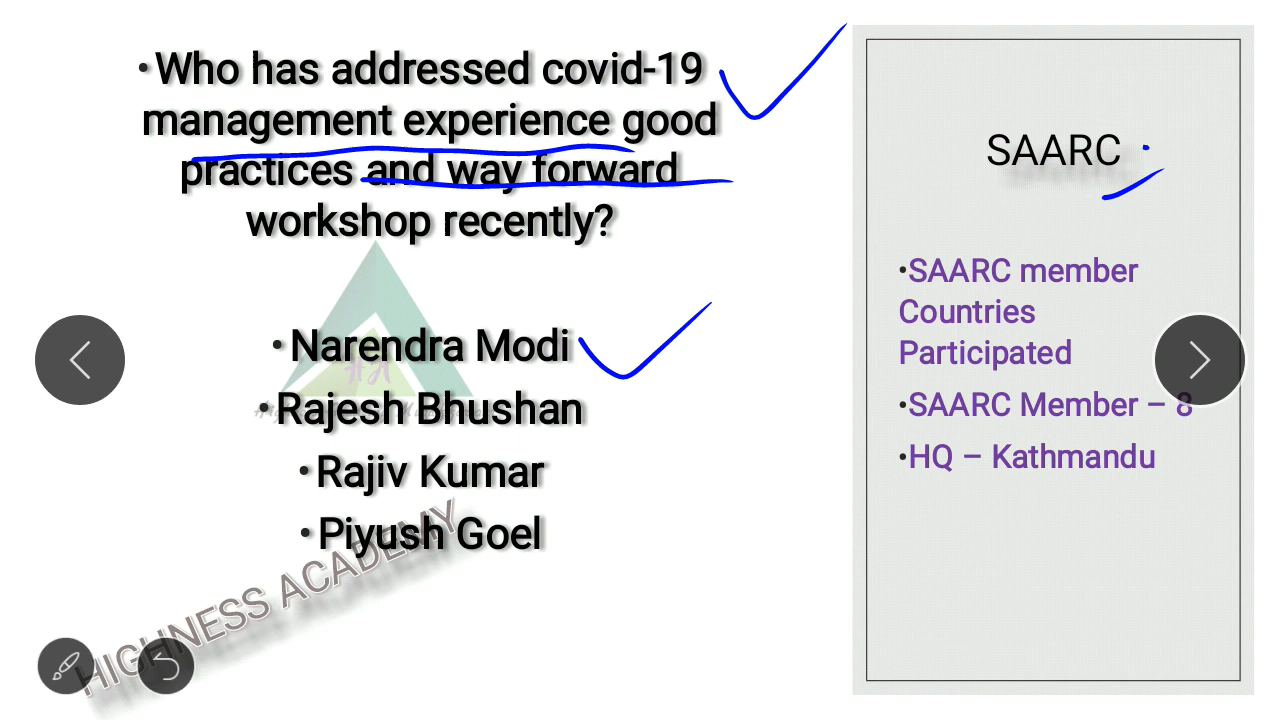 •Who has addressed covid-19
management experience good
practices and way forward
workshop recently?
•Narendra Modi
•Rajesh Bhushan
•Rajiv Kumar
•Piyush Goel
HIGHNESS ACADEMY
HA
SAARC
•SAARC member
Countries
Participated
•SAARC Member – 8
•HQ – Kathmandu